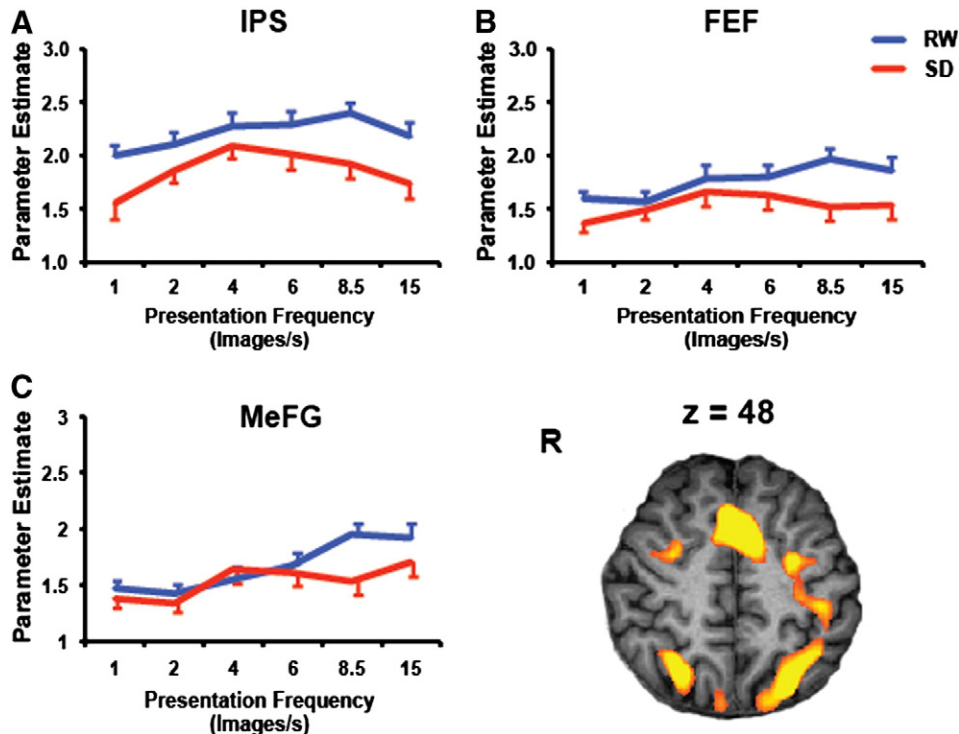 A
IPS
Parameter Estimate
3.0
2.5
2.0
1.5
1.0
1 2 4 6 8.5 15
Presentation Frequency
(Images/s)
B
FEF
Parameter Estimate
3.0
2.5
2.0
1.5
1.0
1 2 4 6 8.5 15
Presentation Frequency
(Images/s)
RW
SD
C
MeFG
Parameter Estimate
3
2.5
2
1.5
1
1 2 4 6 8.5 15
Presentation Frequency
(Images/s)
z = 48
R